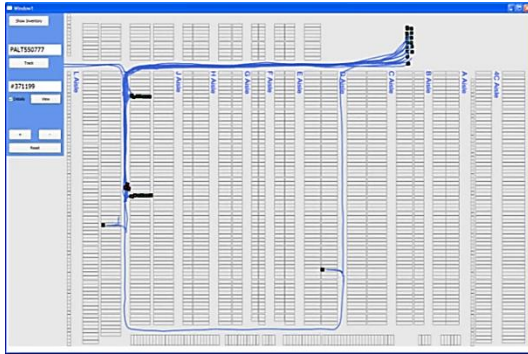 Window1
Show Inventory
PALT550777
Track
#371199
Details
View
+
-
Reset
L Aisle
J Aisle
H Aisle
G Aisle
F Aisle
E Aisle
D Aisle
C Aisle
B Aisle
A Aisle
4C Aisle